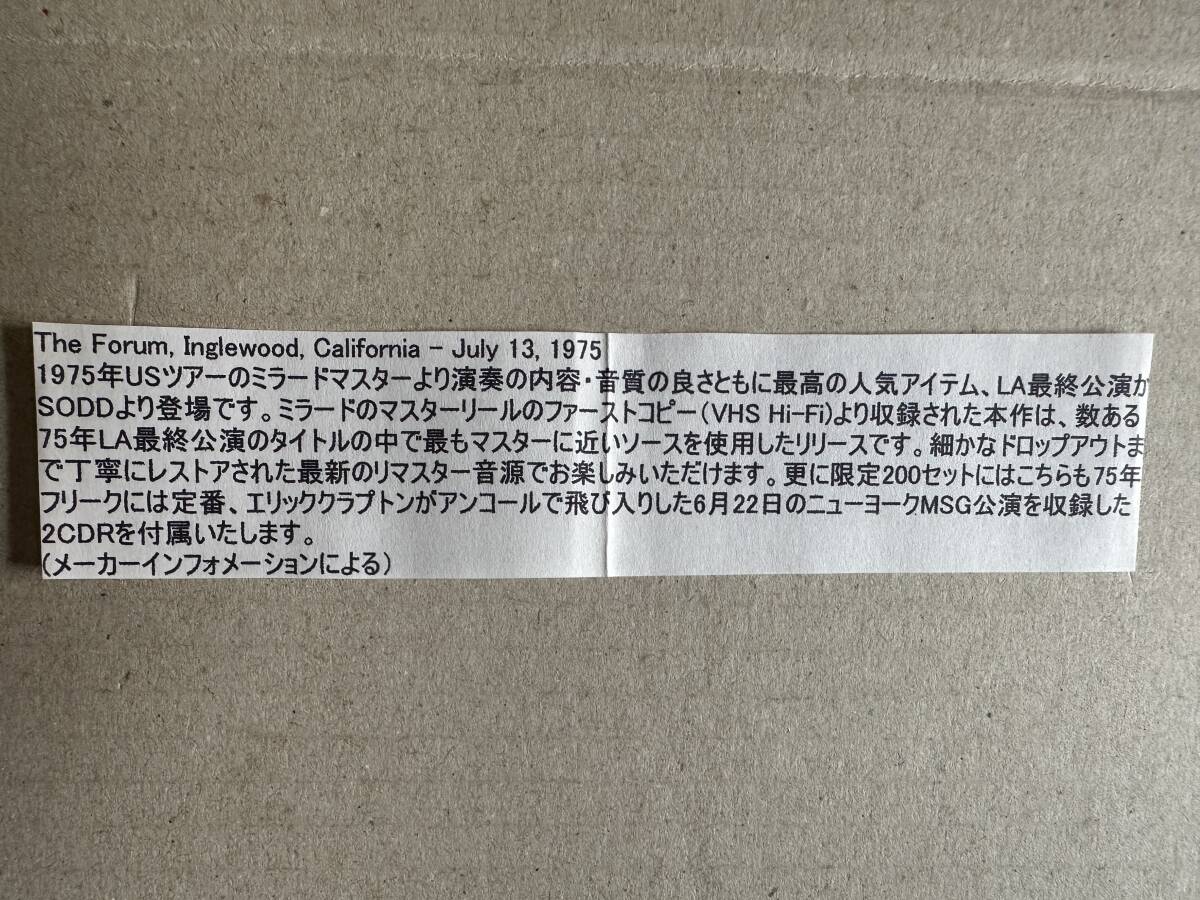 The Forum, Inglewood, California - July 13, 1975
1975年USツアーのミラードマスターより演奏の内容・音質の良さともに最高の人気アイテム、LA最終公演が
SODDより登場です。ミラードのマスターリールのファーストコピー(VHS Hi-Fi)より収録された本作は、数ある
75年LA最終公演のタイトルの中で最もマスターに近いソースを使用したリリースです。細かなドロップアウトま
で丁寧にレストアされた最新のリマスター音源でお楽しみいただけます。更に限定200セットにはこちらも75年
フリークには定番、エリッククラプトンがアンコールで飛び入りした6月22日のニューヨークMSG公演を収録した
2CDRを付属いたします。
(メーカーインフォメーションによる)